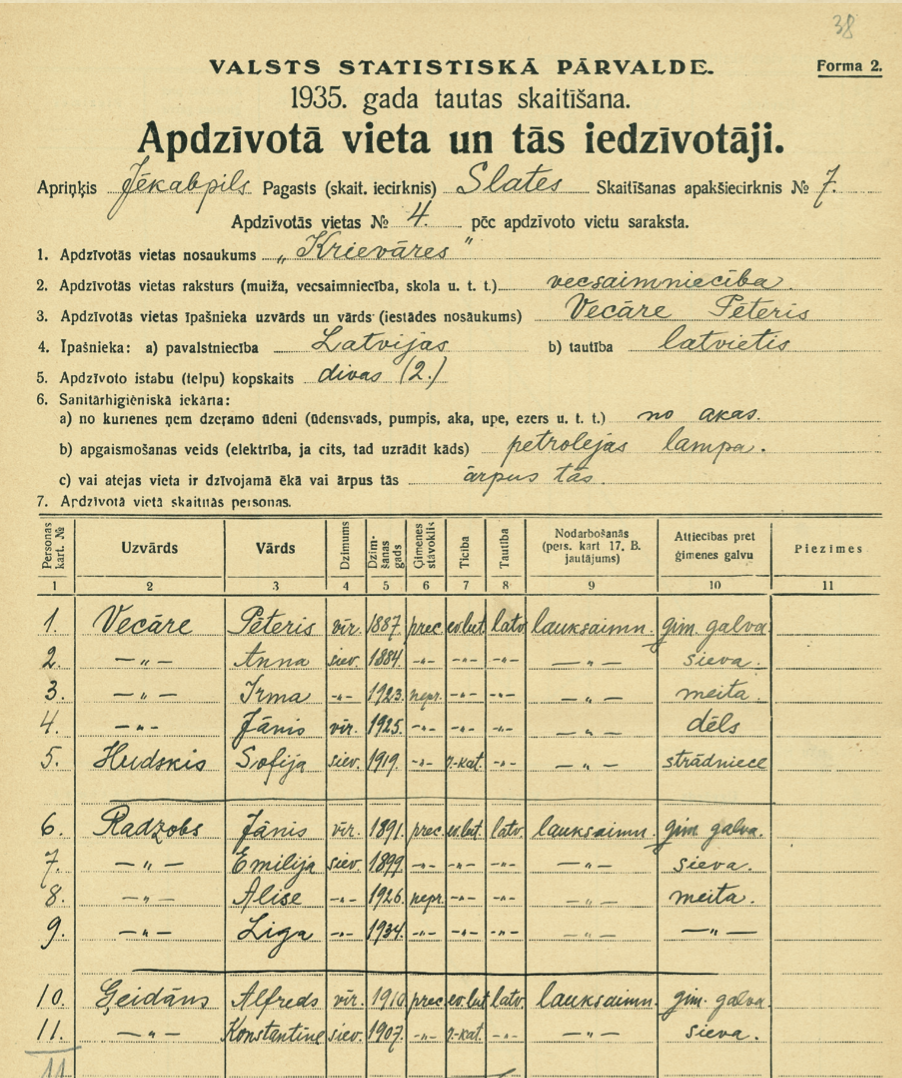 38
VALSTS STATISTISKĀ PĀRVALDE.
Forma 2.
1935. gada tautas skaitīšana.
Apdzīvotā vieta un tās iedzīvotāji.
Apriņķis Jēkabpils Pagasts (skait. iecirknis) Slates Skaitīšanas apakšiecirknis № 7.
Apdzīvotās vietas № 4. pēc apdzīvoto vietu saraksta.
1. Apdzīvotās vietas nosaukums „Krievāres"
2. Apdzīvotās vietas raksturs (muiža, vecsaimniecība, skola u. t. t.) vecsaimniecība.
3. Apdzīvotās vietas īpašnieka uzvārds un vārds (iestādes nosaukums) Vecāre Pēteris
4. Īpašnieka: a) pavalstniecība Latvijas b) tautība latvietis
5. Apdzīvoto istabu (telpu) kopskaits divas (2.)
6. Sanitārhigiēniskā iekārta:
a) no kurienes ņem dzeramo ūdeni (ūdensvads, pumpis, aka, upe, ezers u. t. t.) no akas.
b) apgaismošanas veids (elektrība, ja cits, tad uzrādīt kāds) petrolejas lampa.
c) vai atejas vieta ir dzīvojamā ēkā vai ārpus tās ārpus tās.
7. Apdzīvotā vietā skaitītās personas.
Personas kart. № Uzvārds Vārds Dzimums Dzimšanas gads Ģimenes stāvoklis Ticība Tautība Nodarbošanās (pers. kart 17. B. jautājums) Attiecības pret ģimenes galvu Piezīmes
1 2 3 4 5 6 7 8 9 10 11
1. Vecāre Pēteris vīr. 1887. prec. ev.lut. latv. lauksaimn. ģim. galva.
2. —„— Anna siev. 1884. -„- -„- -„- —„— sieva.
3. —„— Irma -„- 1923. nepr. -„- -„- —„— meita.
4. —„— Jānis vīr. 1925. -„- -„- -„- —„— dēls
5. Hudskis Sofija siev. 1919. -„- r.-kat. -„- —„— strādniece
6. Radzobs Jānis vīr. 1891. prec. ev.lut. latv. lauksaimn. ģim. galva.
7. —„— Emilija siev. 1899. -„- -„- -„- —„— sieva.
8. —„— Alise -„- 1926. nepr. -„- -„- —„— meita.
9. —„— Liga -„- 1934. -„- -„- -„- —„— —„—
10. Ģeidāns Alfreds vīr. 1910. prec. ev.lut. latv. lauksaimn. ģim. galva.
11. —„— Konstantīne siev. 1907. -„- r.-kat. -„- —„— sieva.
11